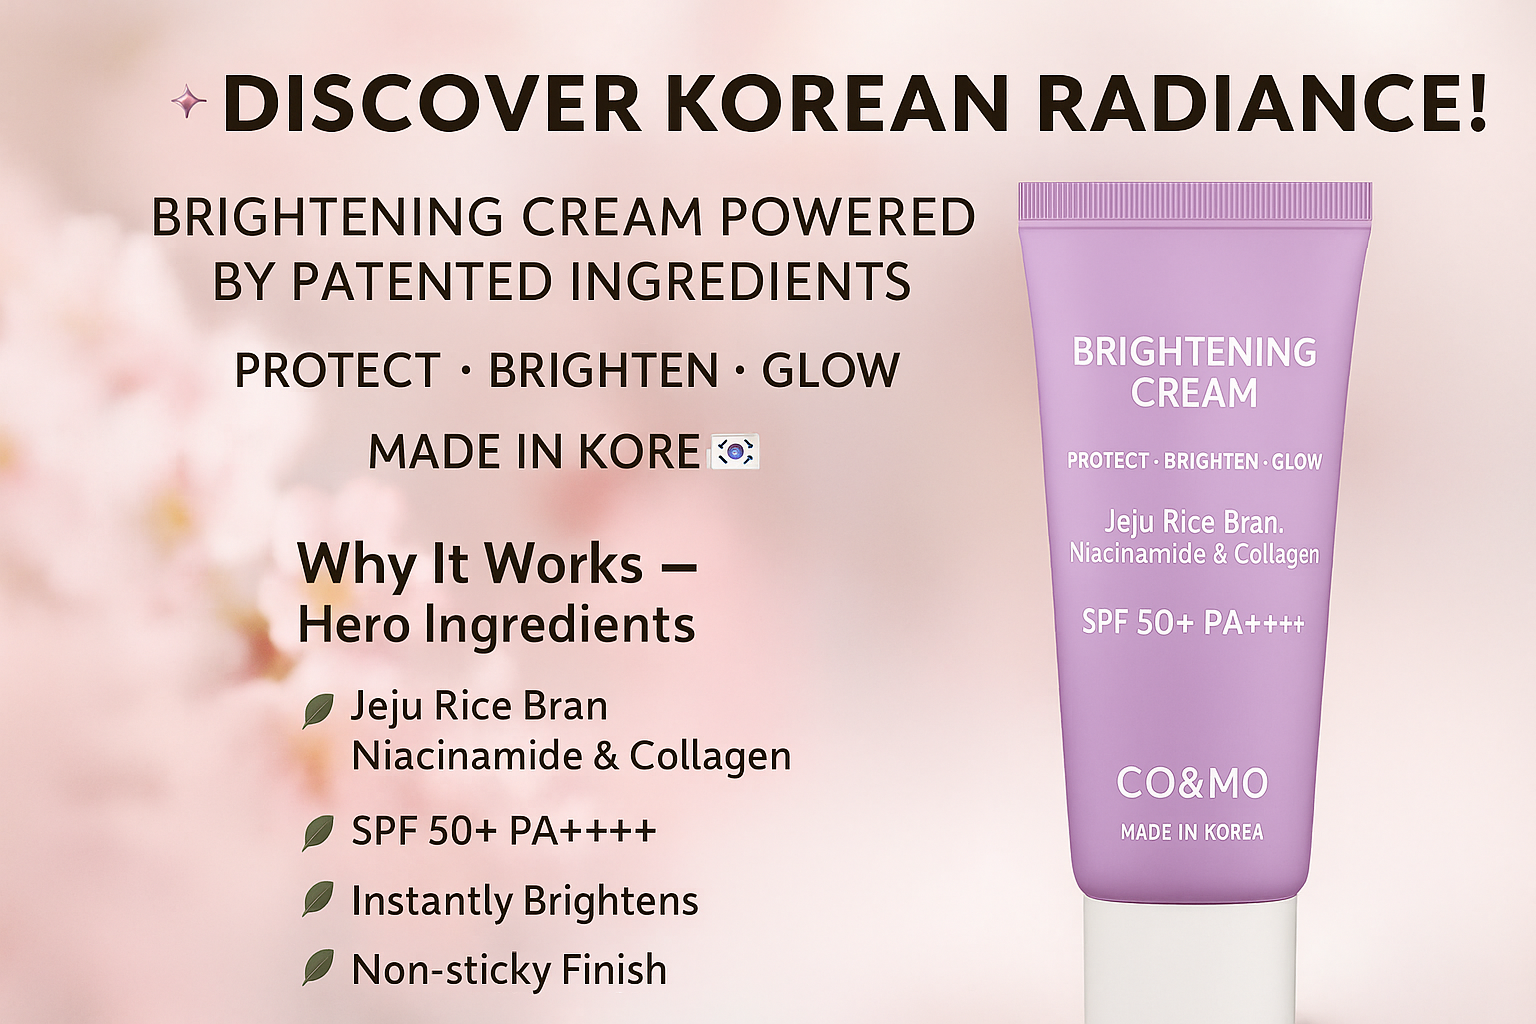 DISCOVER KOREAN RADIANCE!
BRIGHTENING CREAM POWERED
BY PATENTED INGREDIENTS
PROTECT · BRIGHTEN · GLOW
MADE IN KORE
Why It Works –
Hero Ingredients
Jeju Rice Bran
Niacinamide & Collagen
SPF 50+ PA++++
Instantly Brightens
Non-sticky Finish
BRIGHTENING
CREAM
PROTECT · BRIGHTEN · GLOW
Jeju Rice Bran.
Niacinamide & Collagen
SPF 50+ PA++++
CO&MO
MADE IN KOREA